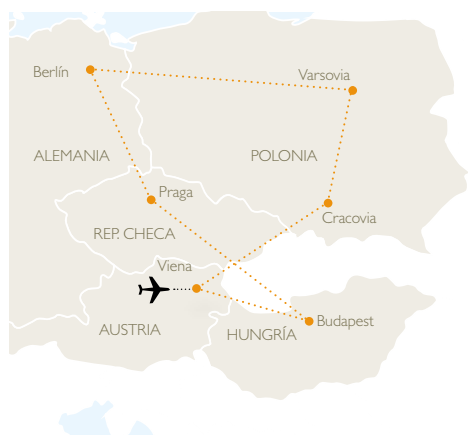 Berlín
Varsovia
ALEMANIA
POLONIA
Praga
Cracovia
REP. CHECA
Viena
Budapest
AUSTRIA
HUNGRÍA